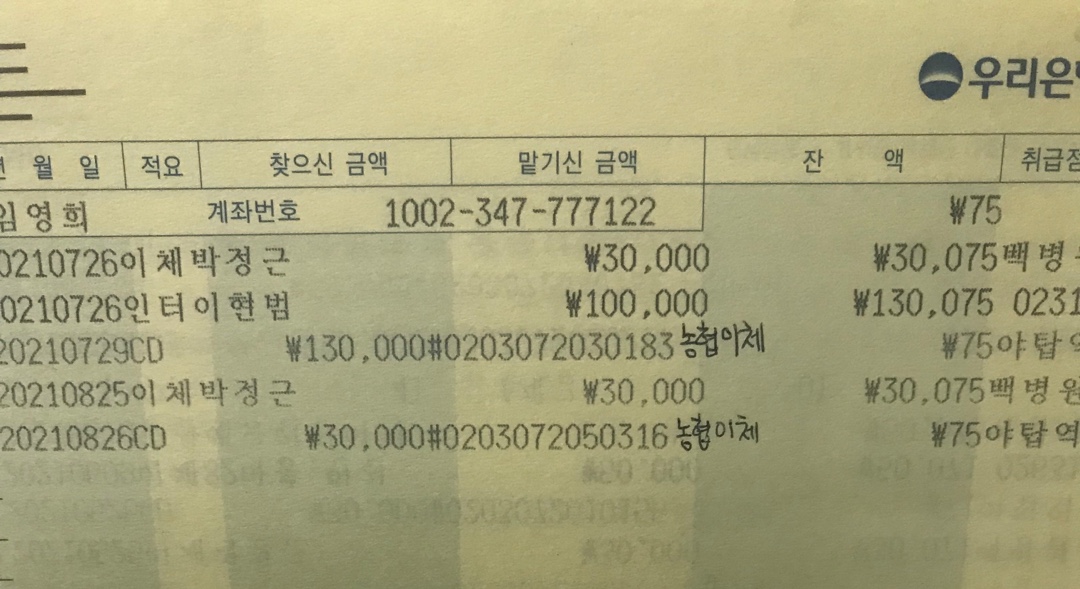 우리은
월 일 적요 찾으신 금액 맡기신 금액 잔 액 취급점
임영희 계좌번호 1002-347-777122 ₩75
0210726이체박정근 ₩30,000 ₩30,075백병
0210726인터이현범 ₩100,000 ₩130,075 0231
20210729CD ₩130,000#0203072030183 농협이체 ₩75야탑역
20210825이체박정근 ₩30,000 ₩30,075백병원
20210826CD ₩30,000#0203072050316 농협이체 ₩75야탑역